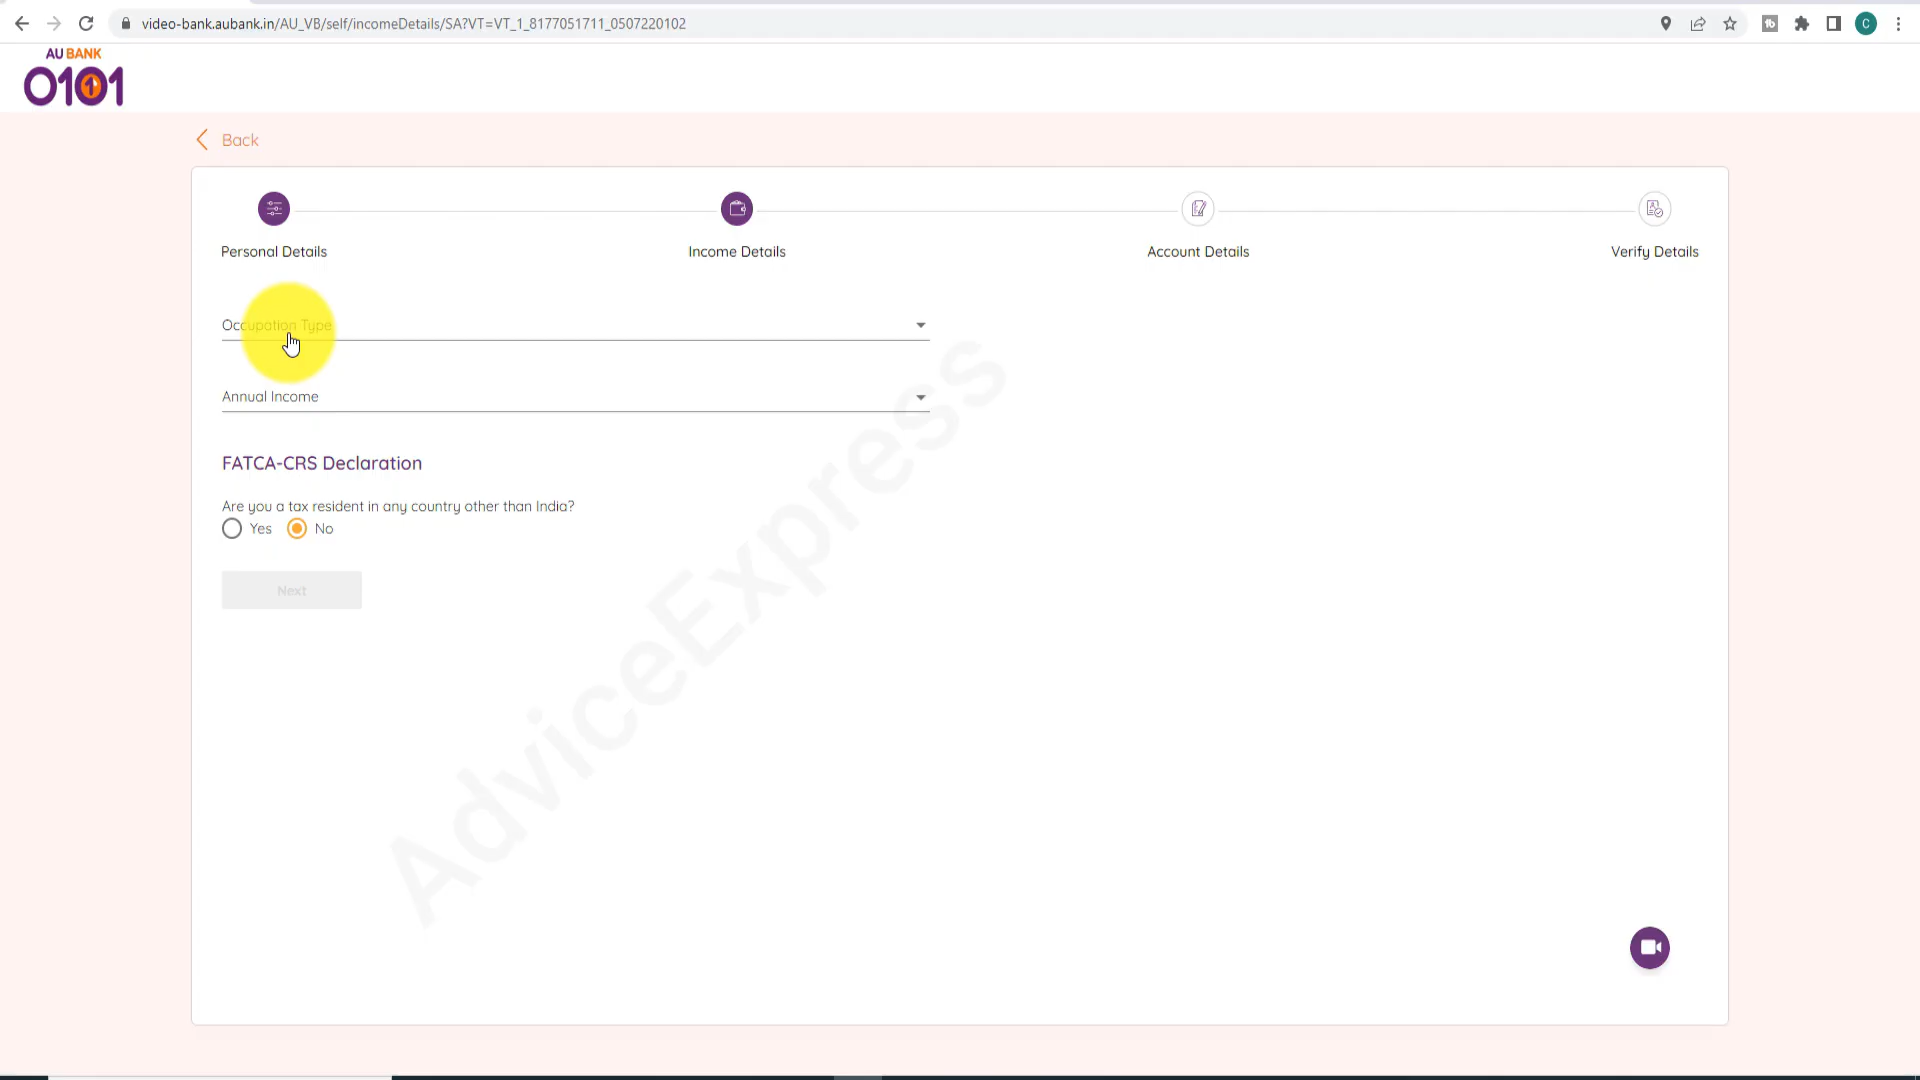 video-bank.aubank.in/AU_VB/self/incomeDetails/SA?VT=VT_1_8177051711_0507220102
C
AU BANK
0101
Back
Personal Details
Income Details
Account Details
Verify Details
Occupation Type
Annual Income
FATCA-CRS Declaration
Are you a tax resident in any country other than India?
Yes No
Next
AdviceExpress